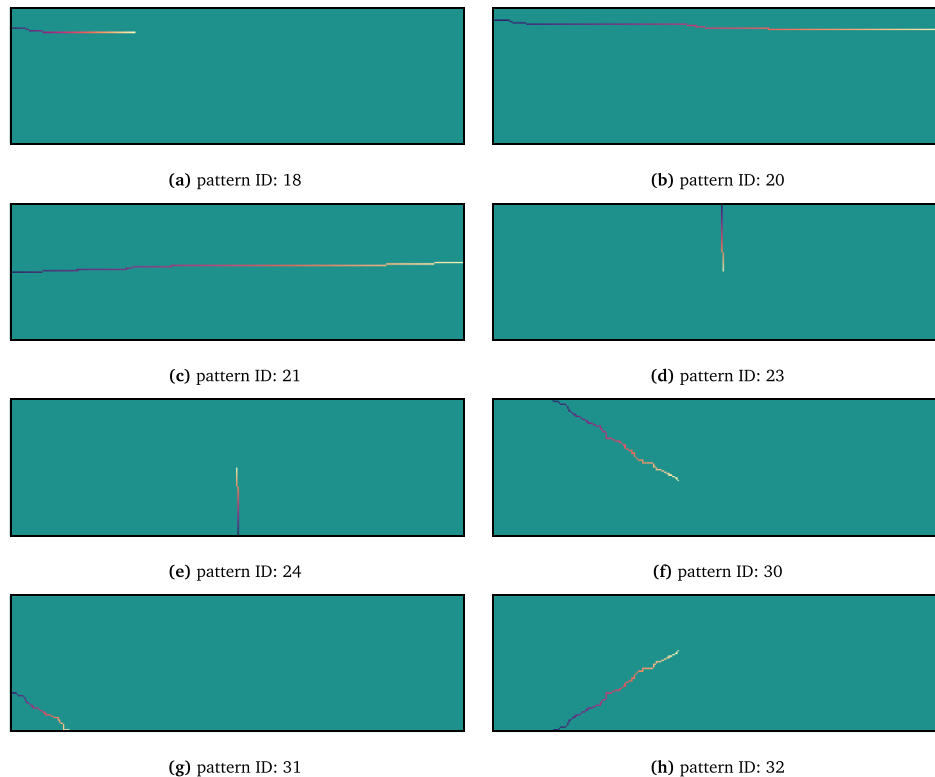 (a) pattern ID: 18
(b) pattern ID: 20
(c) pattern ID: 21
(d) pattern ID: 23
(e) pattern ID: 24
(f) pattern ID: 30
(g) pattern ID: 31
(h) pattern ID: 32